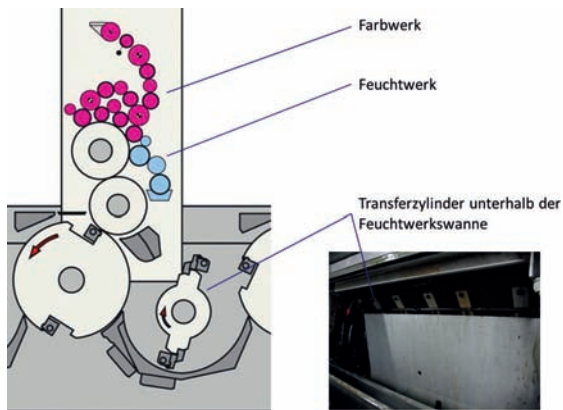 Farbwerk
Feuchtwerk
Transferzylinder unterhalb der
Feuchtwerkswanne